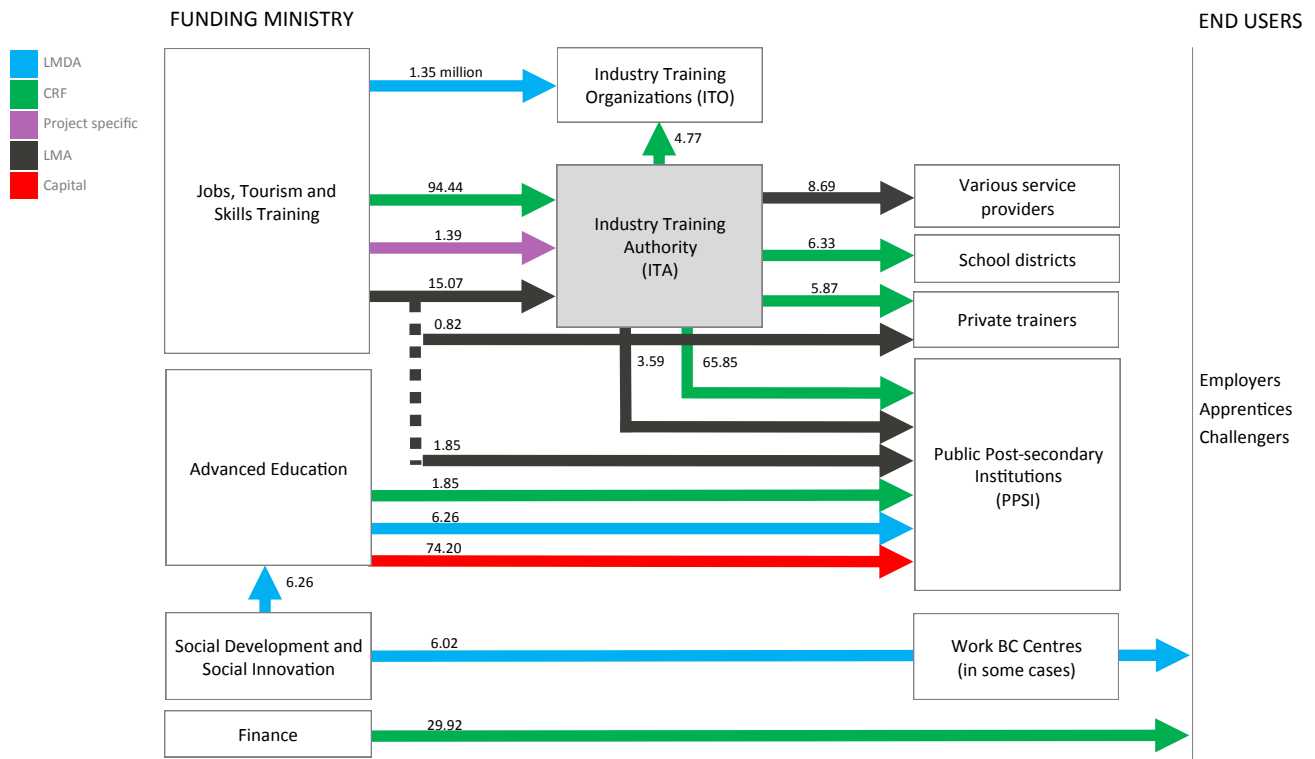 FUNDING MINISTRY
END USERS
LMDA
CRF
Project specific
LMA
Capital
Jobs, Tourism and
Skills Training
1.35 million
Industry Training
Organizations (ITO)
4.77
94.44
1.39
15.07
Industry Training
Authority
(ITA)
8.69
Various service
providers
6.33
School districts
5.87
Private trainers
0.82
3.59
65.85
Employers
Apprentices
Challengers
Advanced Education
1.85
1.85
6.26
74.20
Public Post-secondary
Institutions
(PPSI)
6.26
Social Development and
Social Innovation
6.02
Work BC Centres
(in some cases)
Finance
29.92